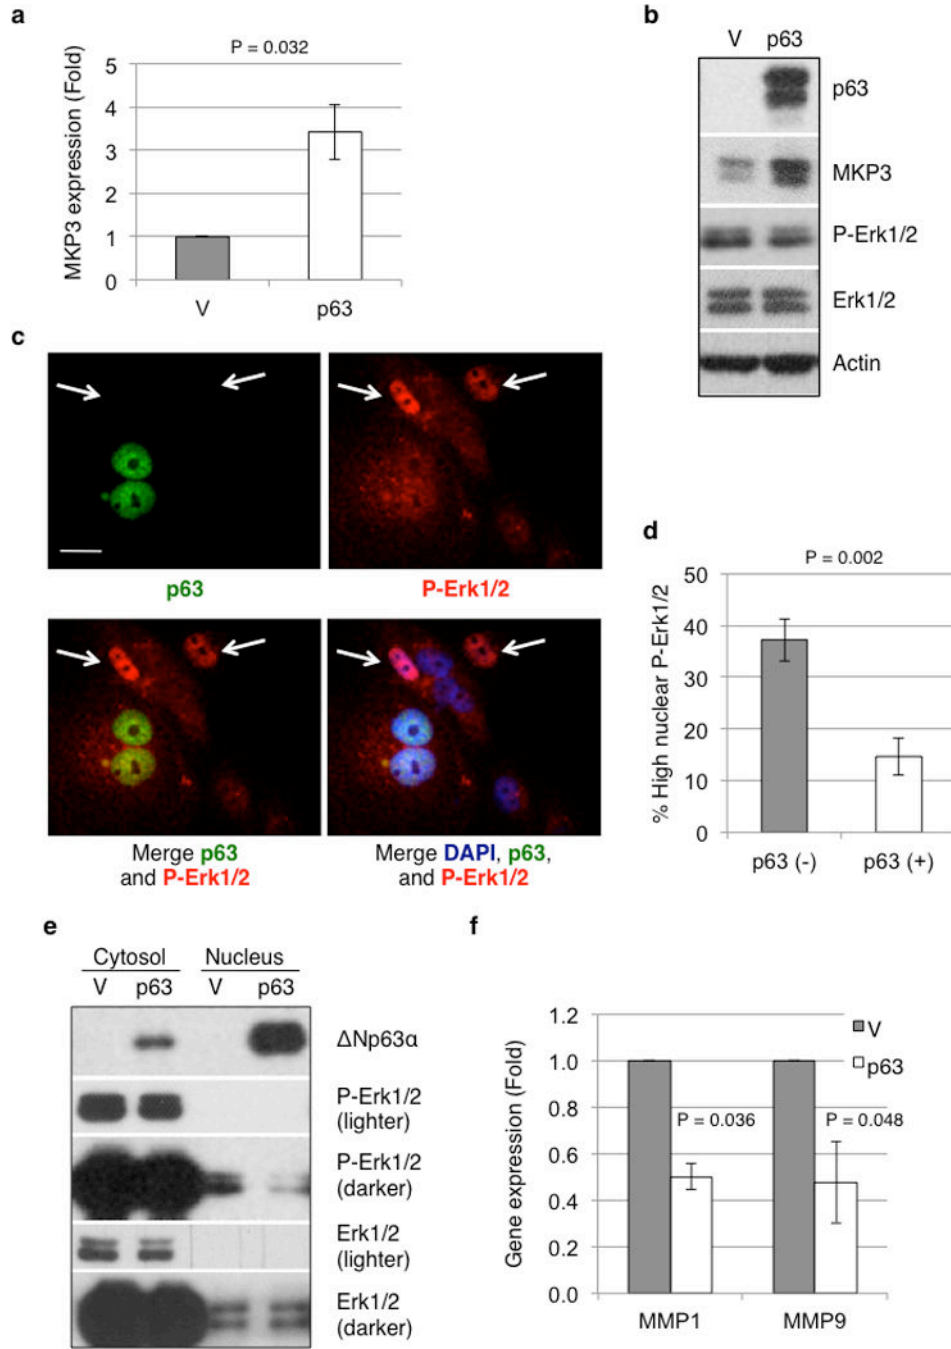 a
P = 0.032
MKP3 expression (Fold)
5
4
3
2
1
0
V
p63
b
V p63
p63
MKP3
P-Erk1/2
Erk1/2
Actin
c
p63
P-Erk1/2
Merge p63
and P-Erk1/2
Merge DAPI, p63,
and P-Erk1/2
d
P = 0.002
% High nuclear P-Erk1/2
50
40
30
20
10
0
p63 (-)
p63 (+)
e
Cytosol Nucleus
V p63 V p63
ΔNp63α
P-Erk1/2
(lighter)
P-Erk1/2
(darker)
Erk1/2
(lighter)
Erk1/2
(darker)
f
Gene expression (Fold)
1.2
1.0
0.8
0.6
0.4
0.2
0.0
V
p63
P = 0.036
P = 0.048
MMP1
MMP9